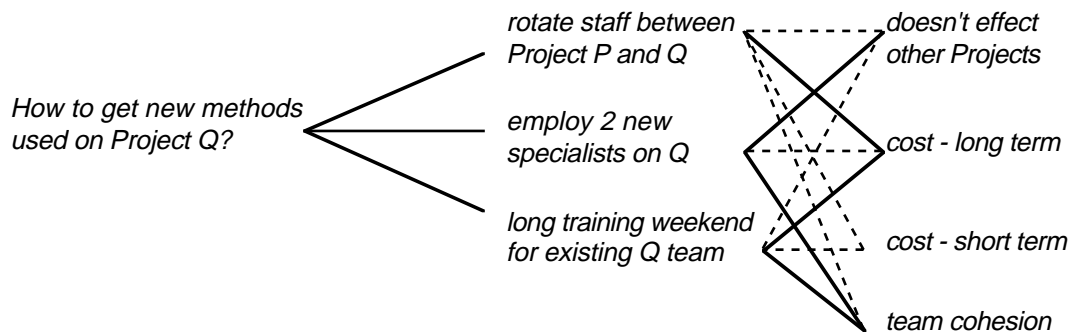 How to get new methods
used on Project Q?
rotate staff between
Project P and Q
employ 2 new
specialists on Q
long training weekend
for existing Q team
doesn't effect
other Projects
cost - long term
cost - short term
team cohesion